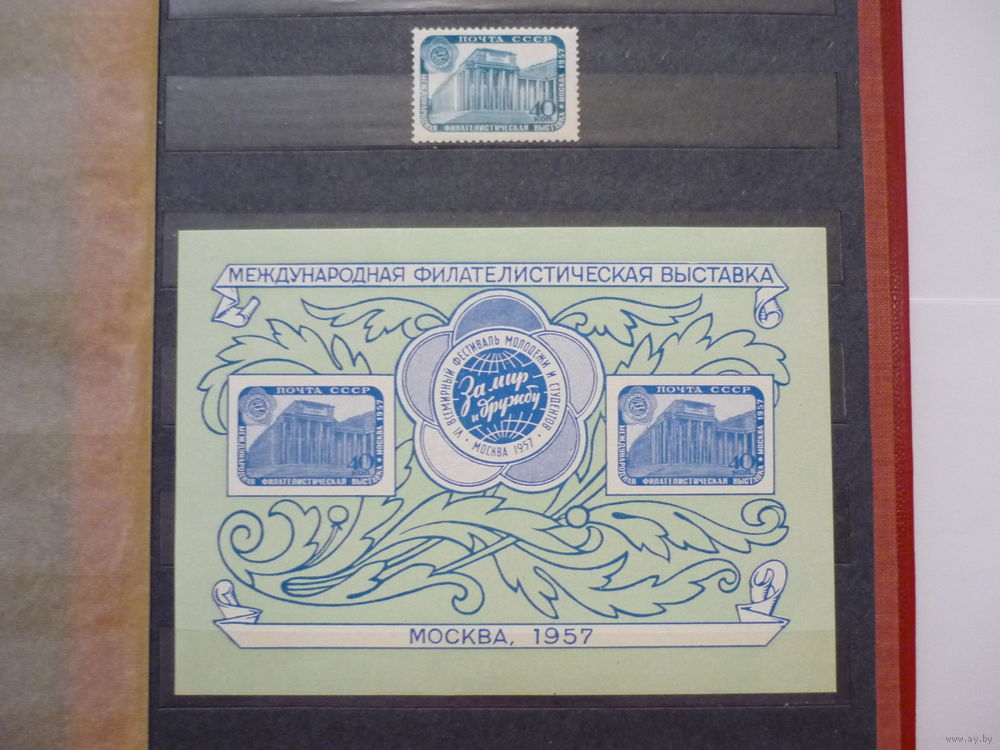 ПОЧТА СССР
МЕЖДУНАРОДНАЯ ФИЛАТЕЛИСТИЧЕСКАЯ ВЫСТАВКА • МОСКВА 1957
40
КОП.
МЕЖДУНАРОДНАЯ ФИЛАТЕЛИСТИЧЕСКАЯ ВЫСТАВКА
VI ВСЕМИРНЫЙ ФЕСТИВАЛЬ МОЛОДЕЖИ И СТУДЕНТОВ
• МОСКВА 1957 •
За мир
и дружбу
ПОЧТА СССР
МЕЖДУНАРОДНАЯ ФИЛАТЕЛИСТИЧЕСКАЯ ВЫСТАВКА • МОСКВА 1957
40
КОП.
ПОЧТА СССР
МЕЖДУНАРОДНАЯ ФИЛАТЕЛИСТИЧЕСКАЯ ВЫСТАВКА • МОСКВА 1957
40
КОП.
МОСКВА, 1957
www.ay.by